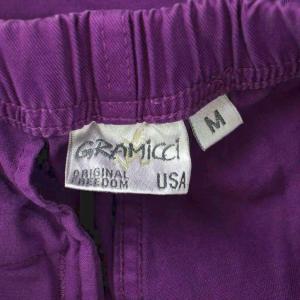 GRAMICCI
ORIGINAL
FREEDOM USA
M